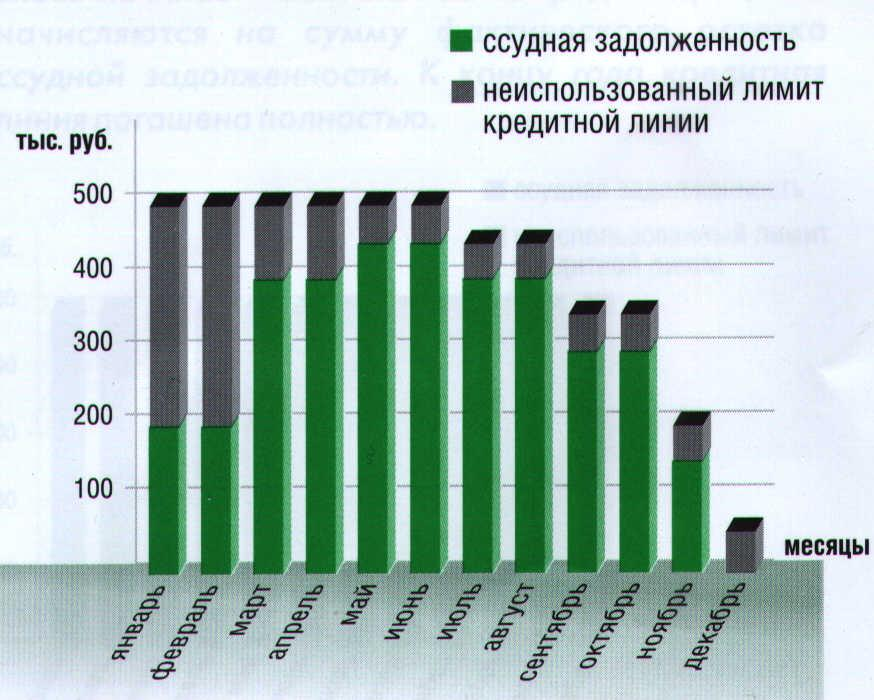 начисляются на сумму фактического остатка
ссудной задолженности. К концу года кредитная
линия погашена полностью.
ссудная задолженность
неиспользованный лимит
кредитной линии
тыс. руб.
500
400
300
200
100
месяцы
январь
февраль
март
апрель
май
июнь
июль
август
сентябрь
октябрь
ноябрь
декабрь
ссудная задолженность